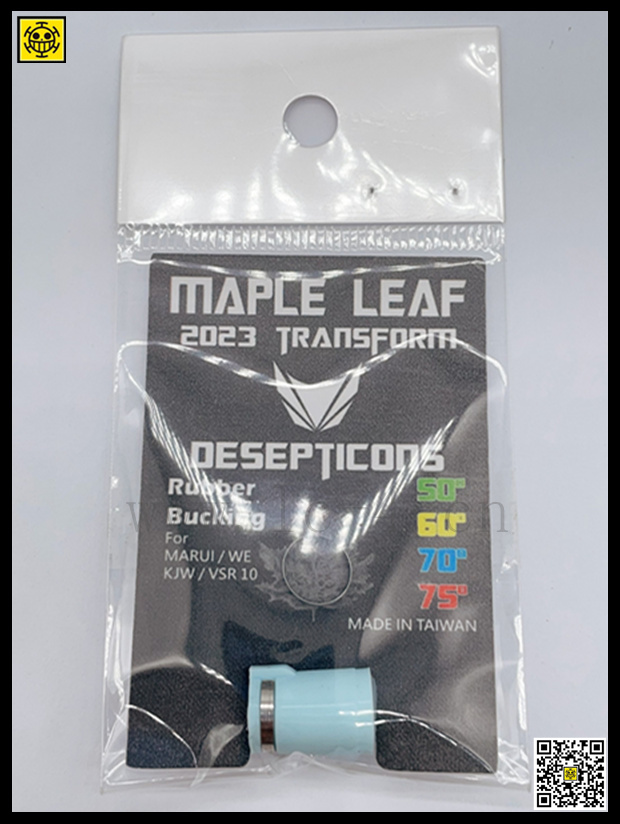 MAPLE LEAF
2023 TRANSFORM
DESEPTICONS
Rubber
Bucking
For
MARUI / WE
KJW / VSR 10
50°
60°
70°
75°
MADE IN TAIWAN